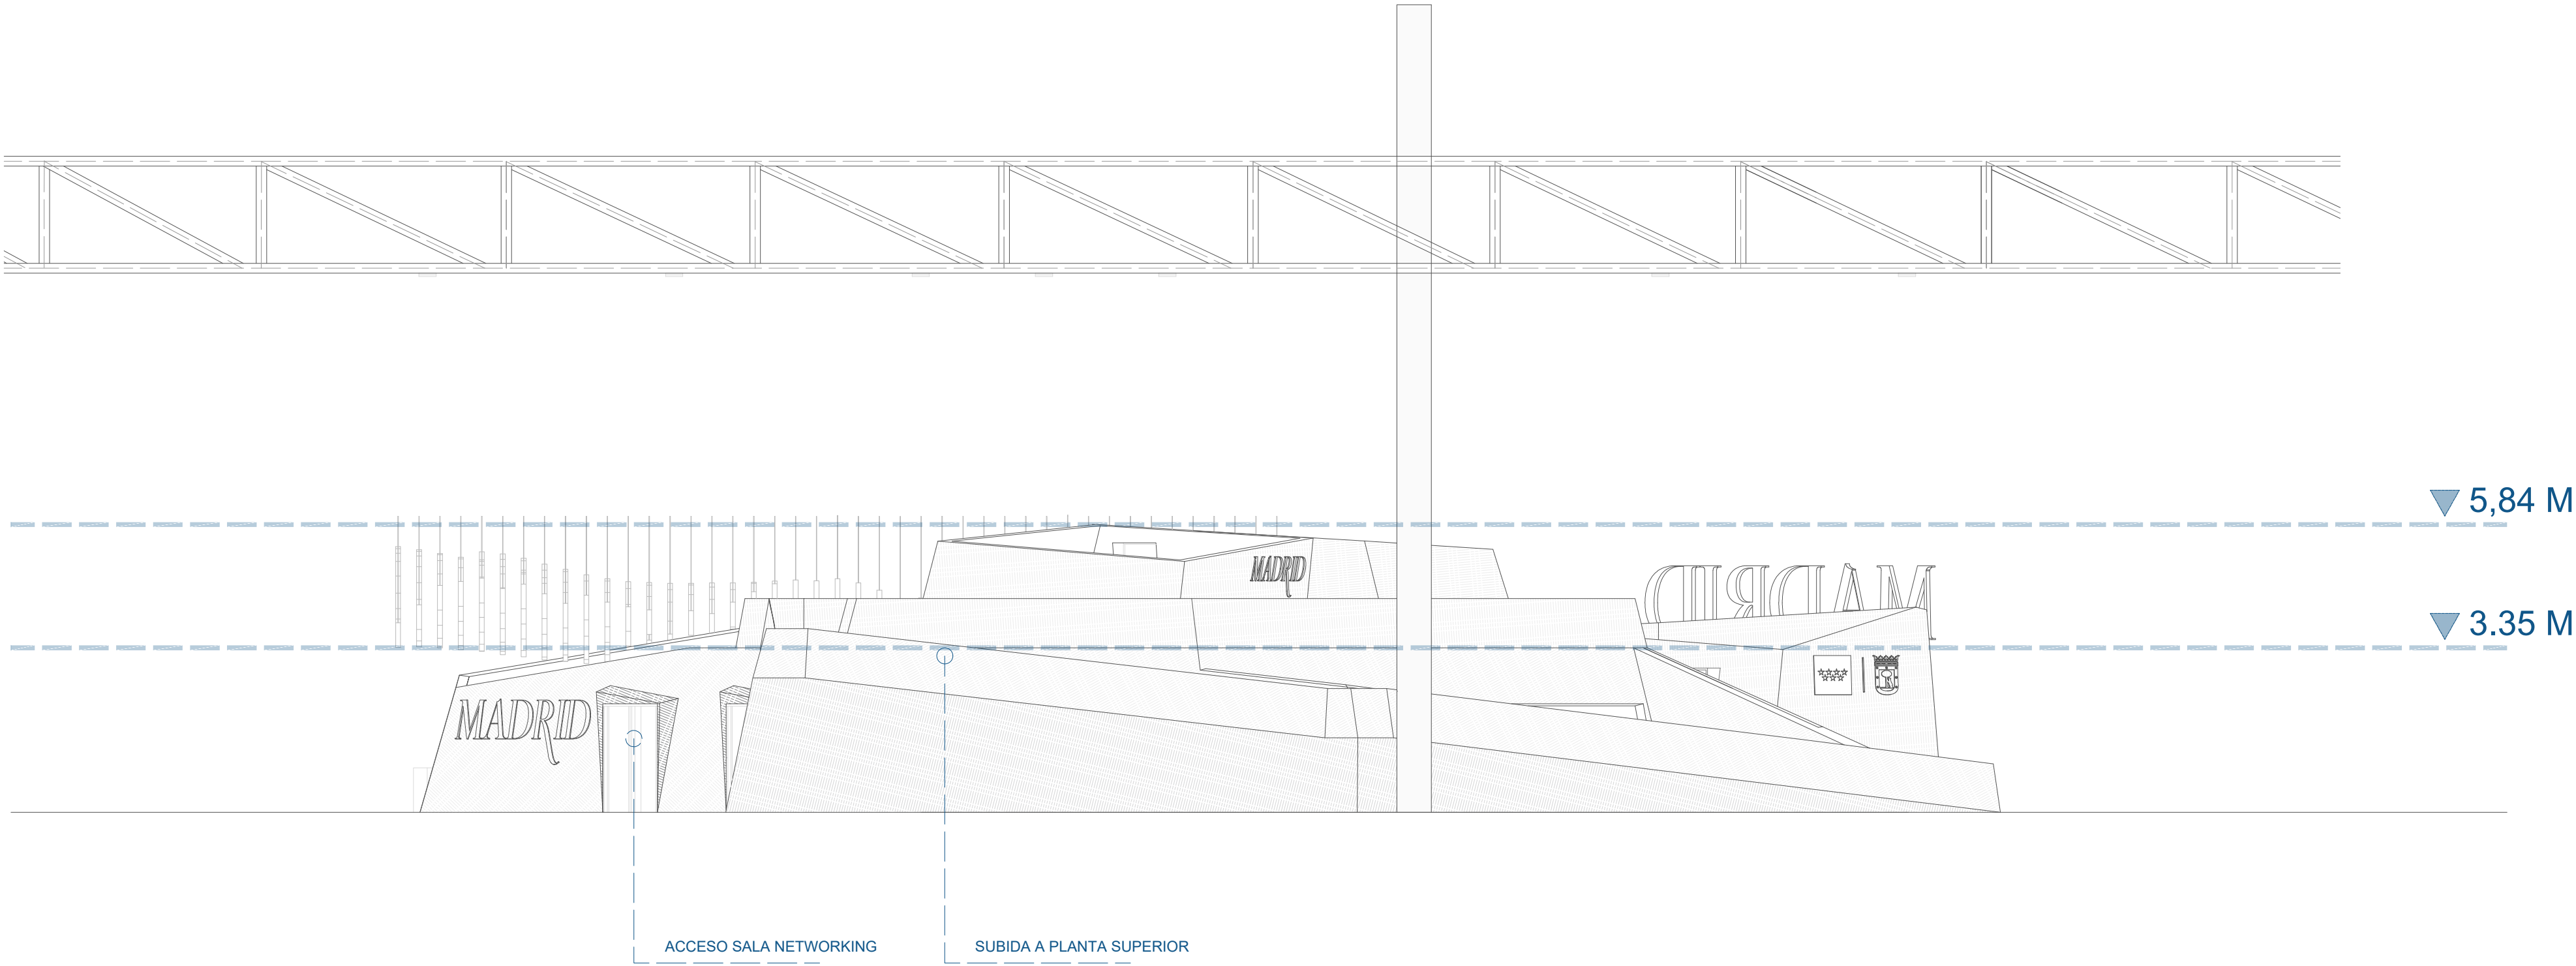 5,84 M
MADRID
MADRID
3.35 M
MADRID
ACCESO SALA NETWORKING
SUBIDA A PLANTA SUPERIOR